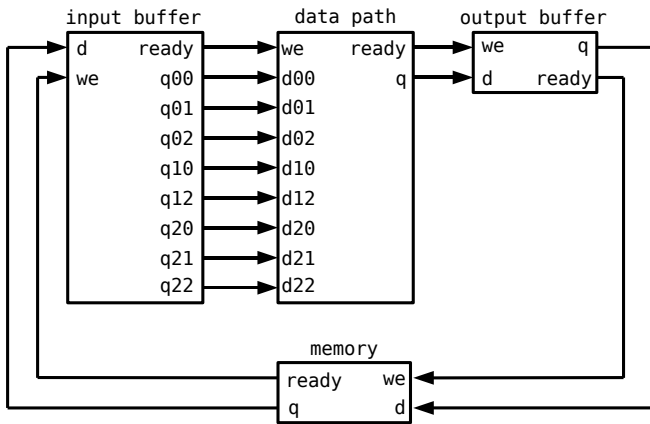 input buffer
d ready
we q00
q01
q02
q10
q12
q20
q21
q22
data path
we ready
d00 q
d01
d02
d10
d12
d20
d21
d22
output buffer
we q
d ready
memory
ready we
q d